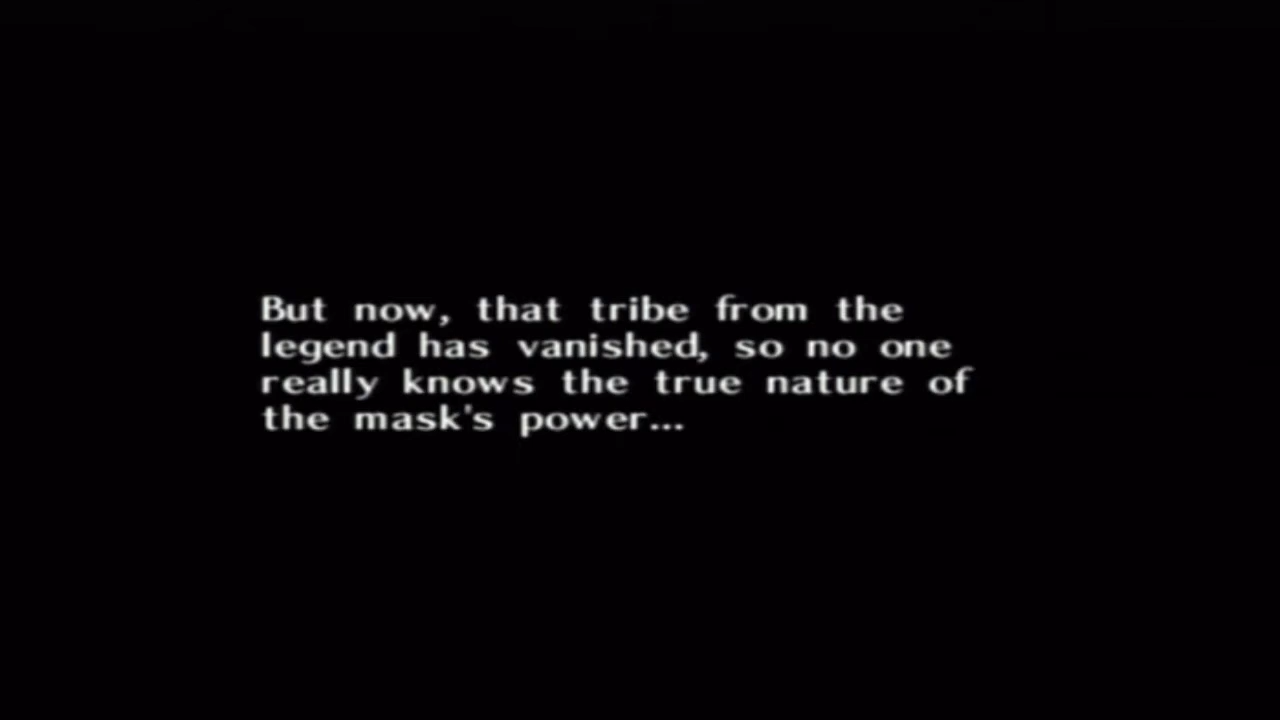 But now, that tribe from the
legend has vanished, so no one
really knows the true nature of
the mask's power...